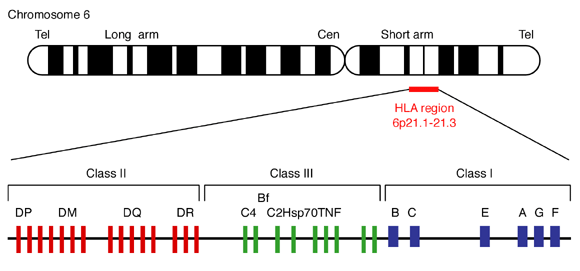 Chromosome 6
Tel Long arm Cen Short arm Tel
HLA region
6p21.1-21.3
Class II Class III Class I
Bf
DP DM DQ DR C4 C2Hsp70TNF B C E A G F